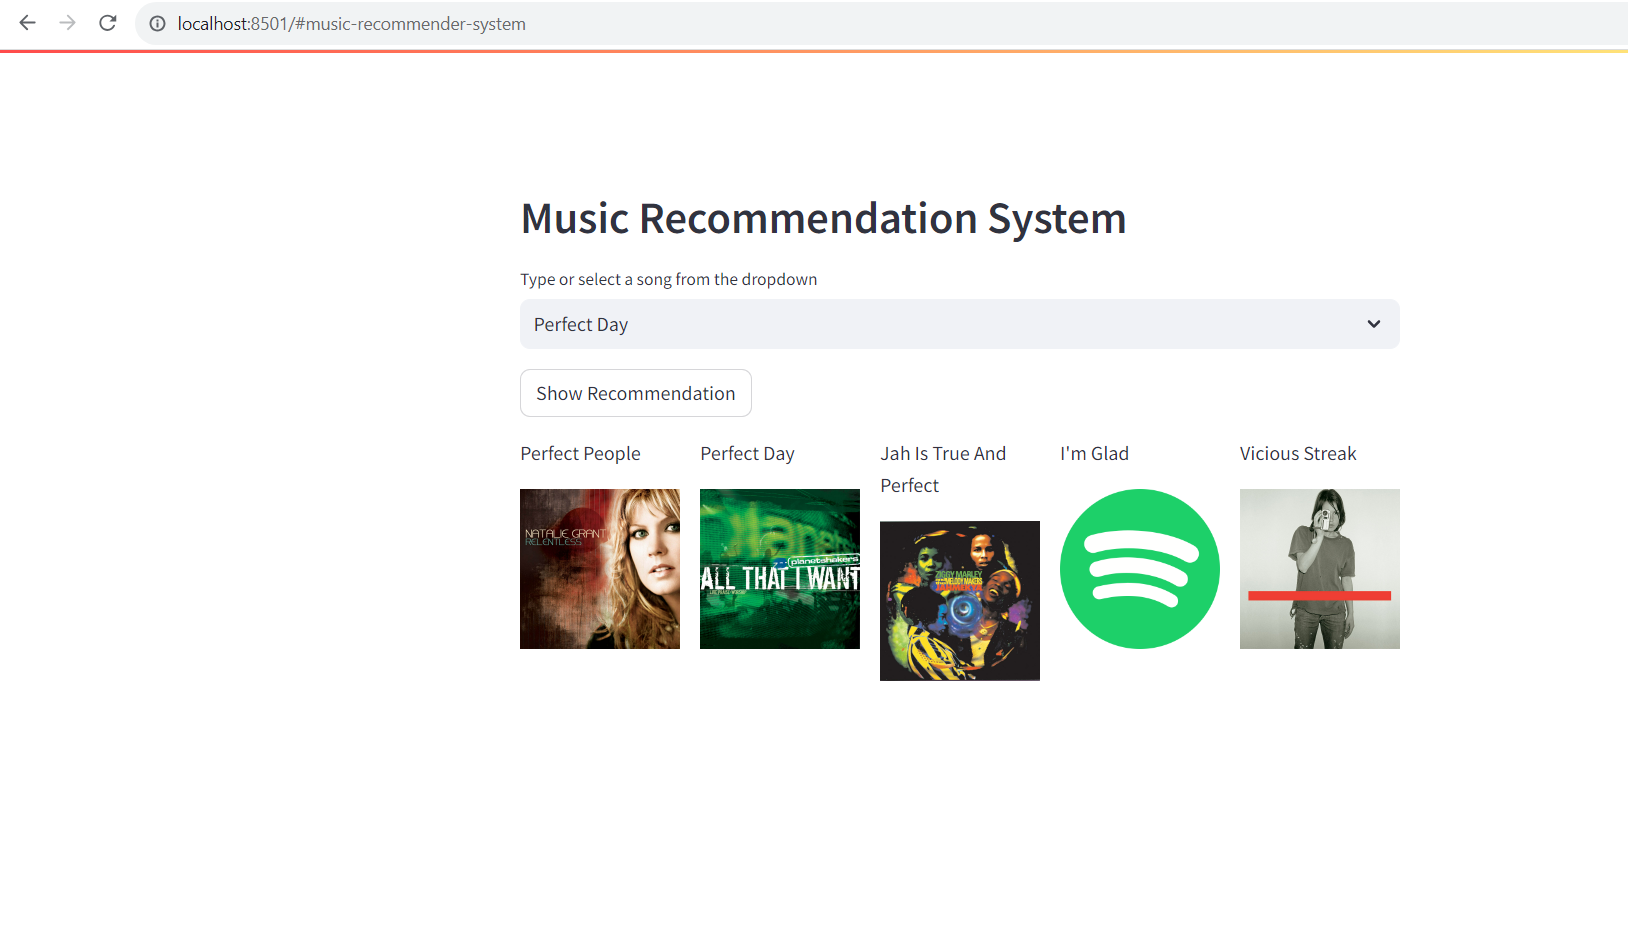 localhost:8501/#music-recommender-system
Music Recommendation System
Type or select a song from the dropdown
Perfect Day
Show Recommendation
Perfect People
Perfect Day
Jah Is True And
Perfect
I'm Glad
Vicious Streak
NATALIE GRANT
RELENTLESS
planetshakers
ALL THAT I WANT
ZIGGY MARLEY
MELODY MAKERS
JAHMEKYA